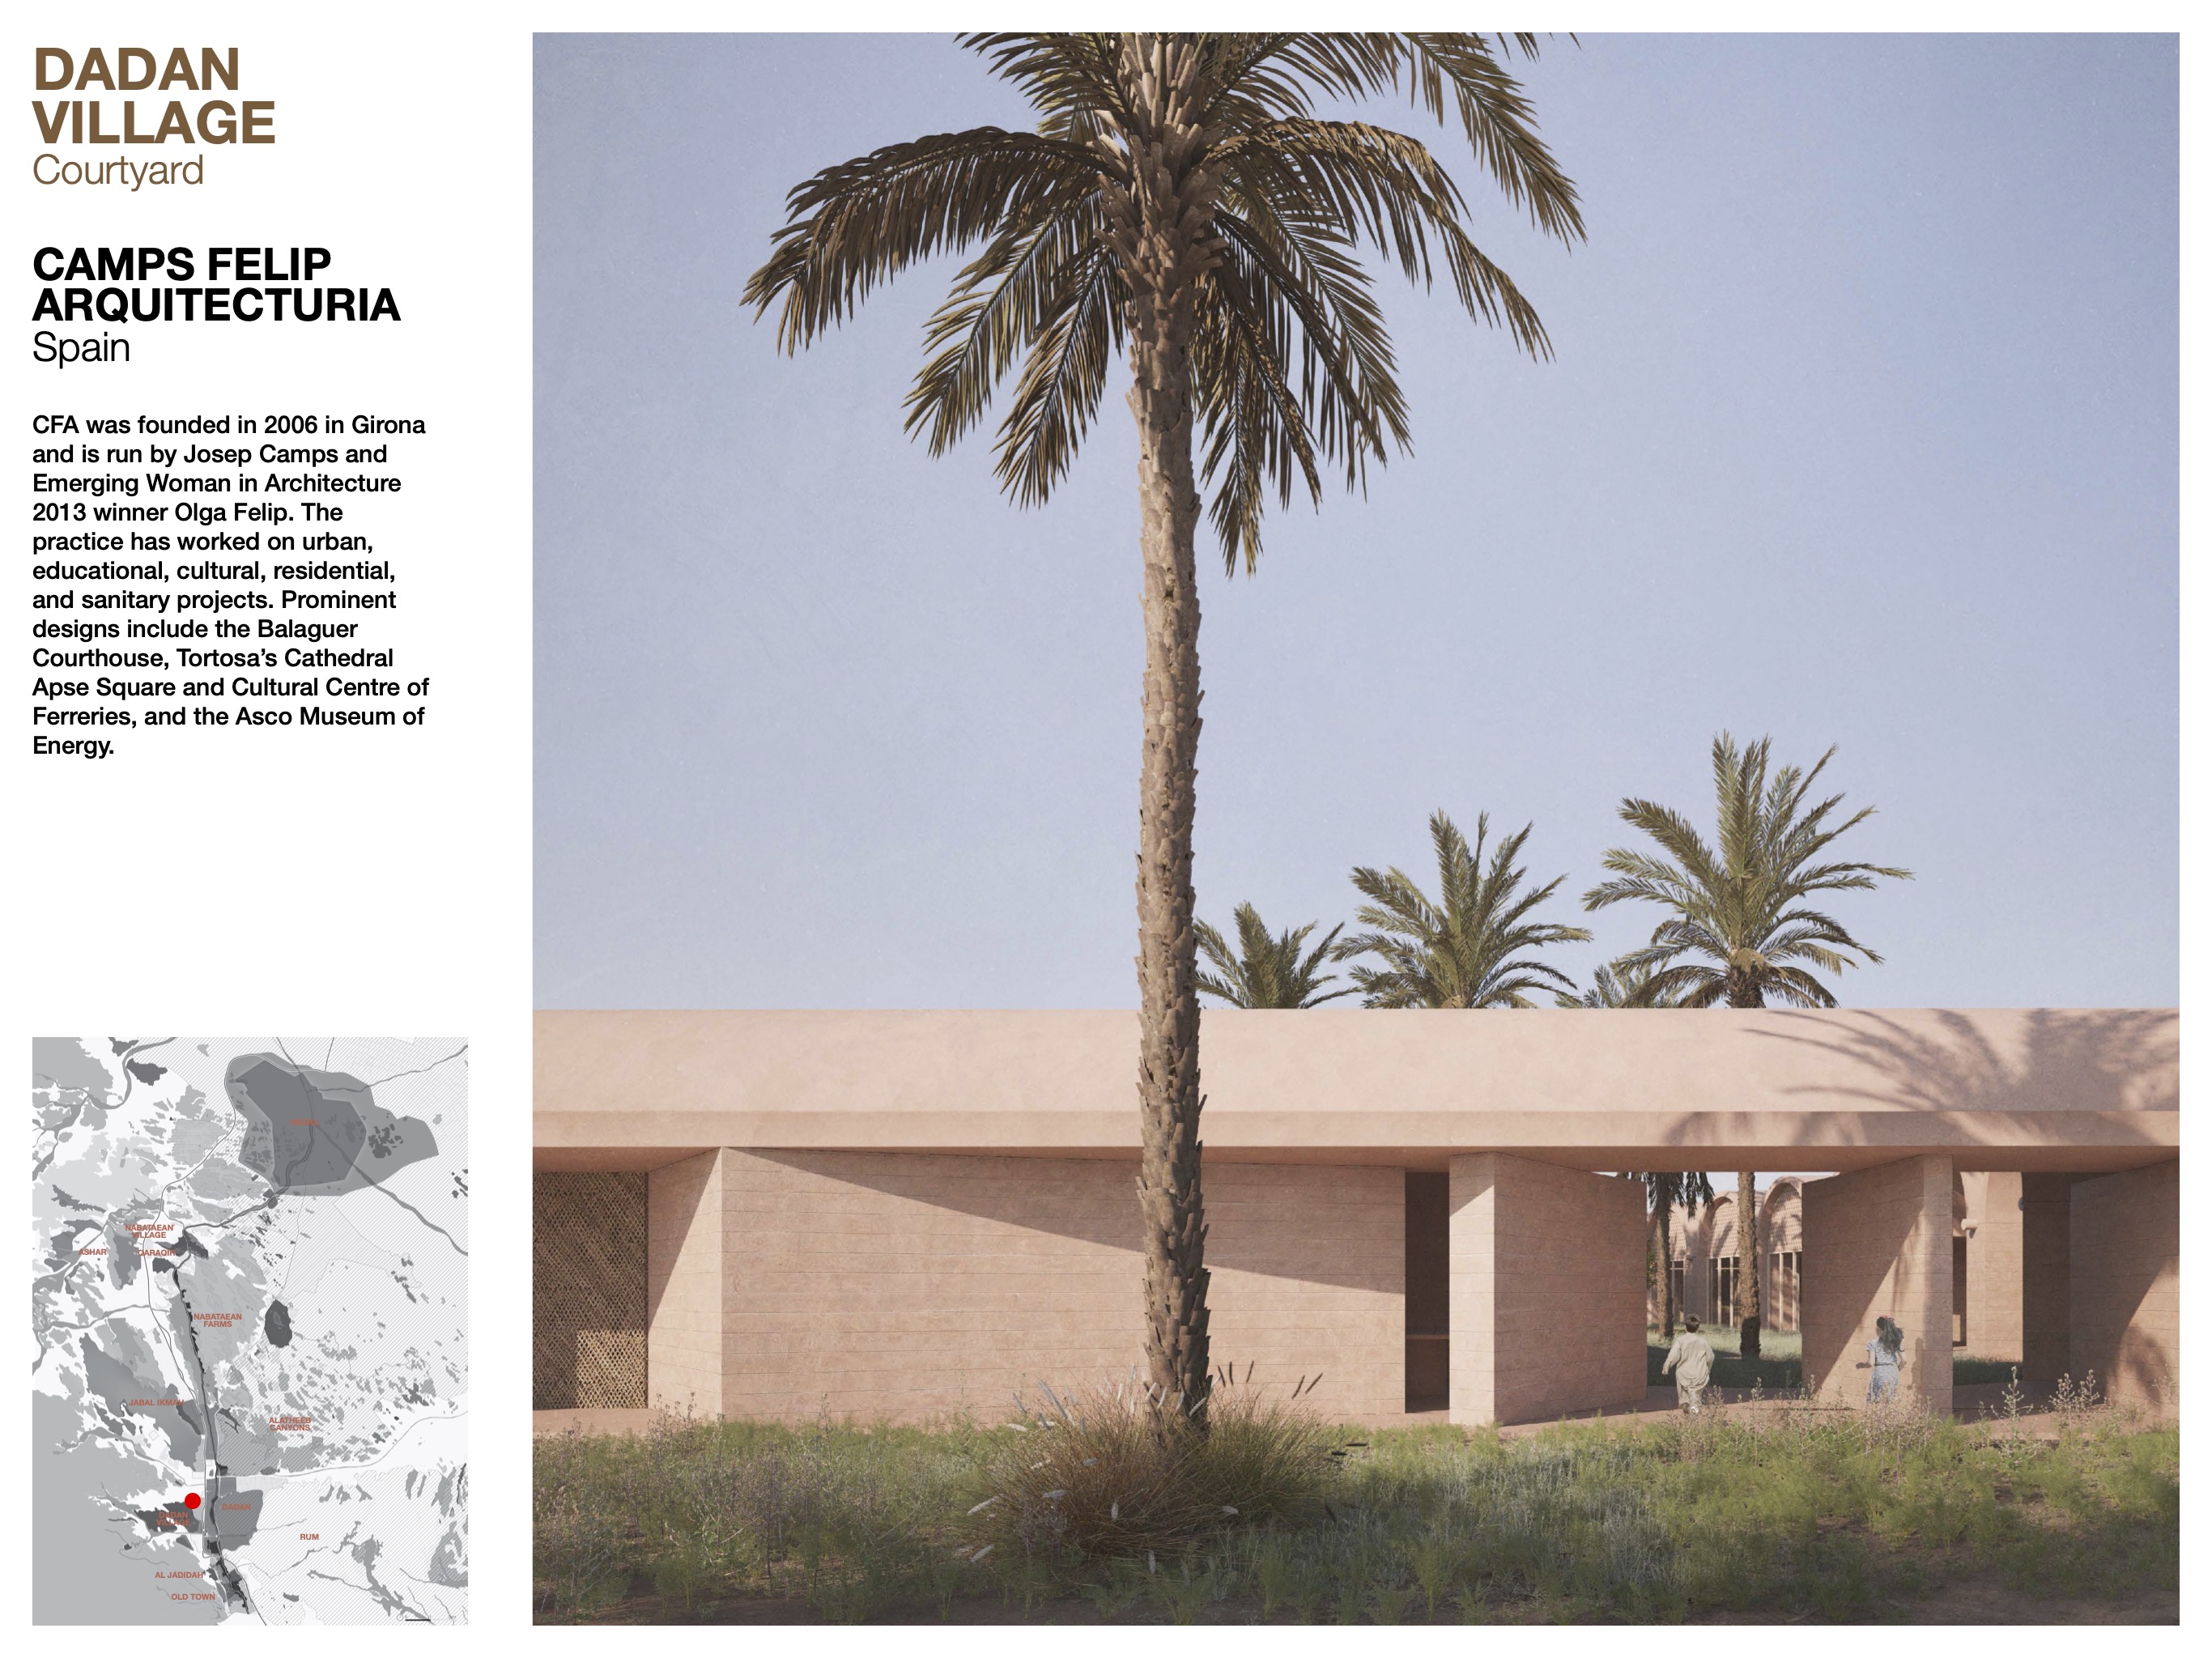 DADAN
VILLAGE
Courtyard
CAMPS FELIP
ARQUITECTURIA
Spain
CFA was founded in 2006 in Girona
and is run by Josep Camps and
Emerging Woman in Architecture
2013 winner Olga Felip. The
practice has worked on urban,
educational, cultural, residential,
and sanitary projects. Prominent
designs include the Balaguer
Courthouse, Tortosa’s Cathedral
Apse Square and Cultural Centre of
Ferreries, and the Asco Museum of
Energy.
NABATAEAN
VILLAGE
ASHAR
QARAQIR
NABATAEAN
FARMS
JABAL IKMAH
ALATHEEB
CANYONS
DADAN
DADAN
VILLAGE
RUM
AL JADIDAH
OLD TOWN